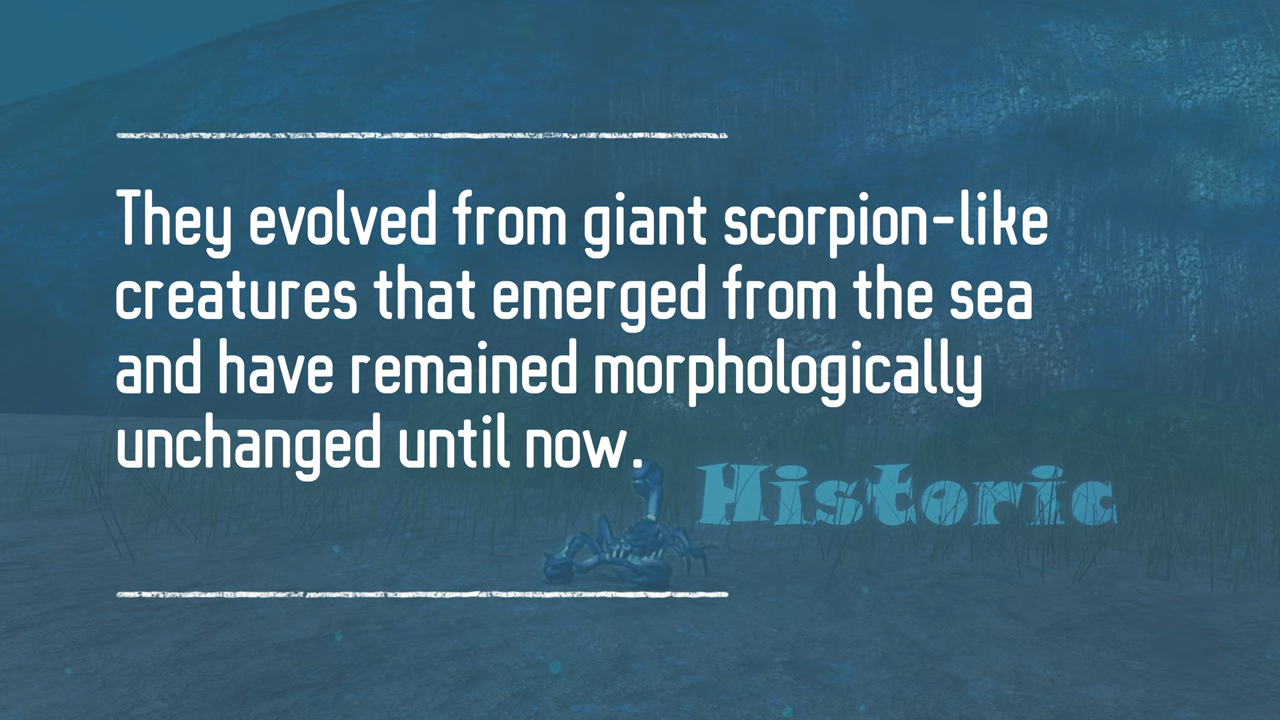 They evolved from giant scorpion-like
creatures that emerged from the sea
and have remained morphologically
unchanged until now.
Historic